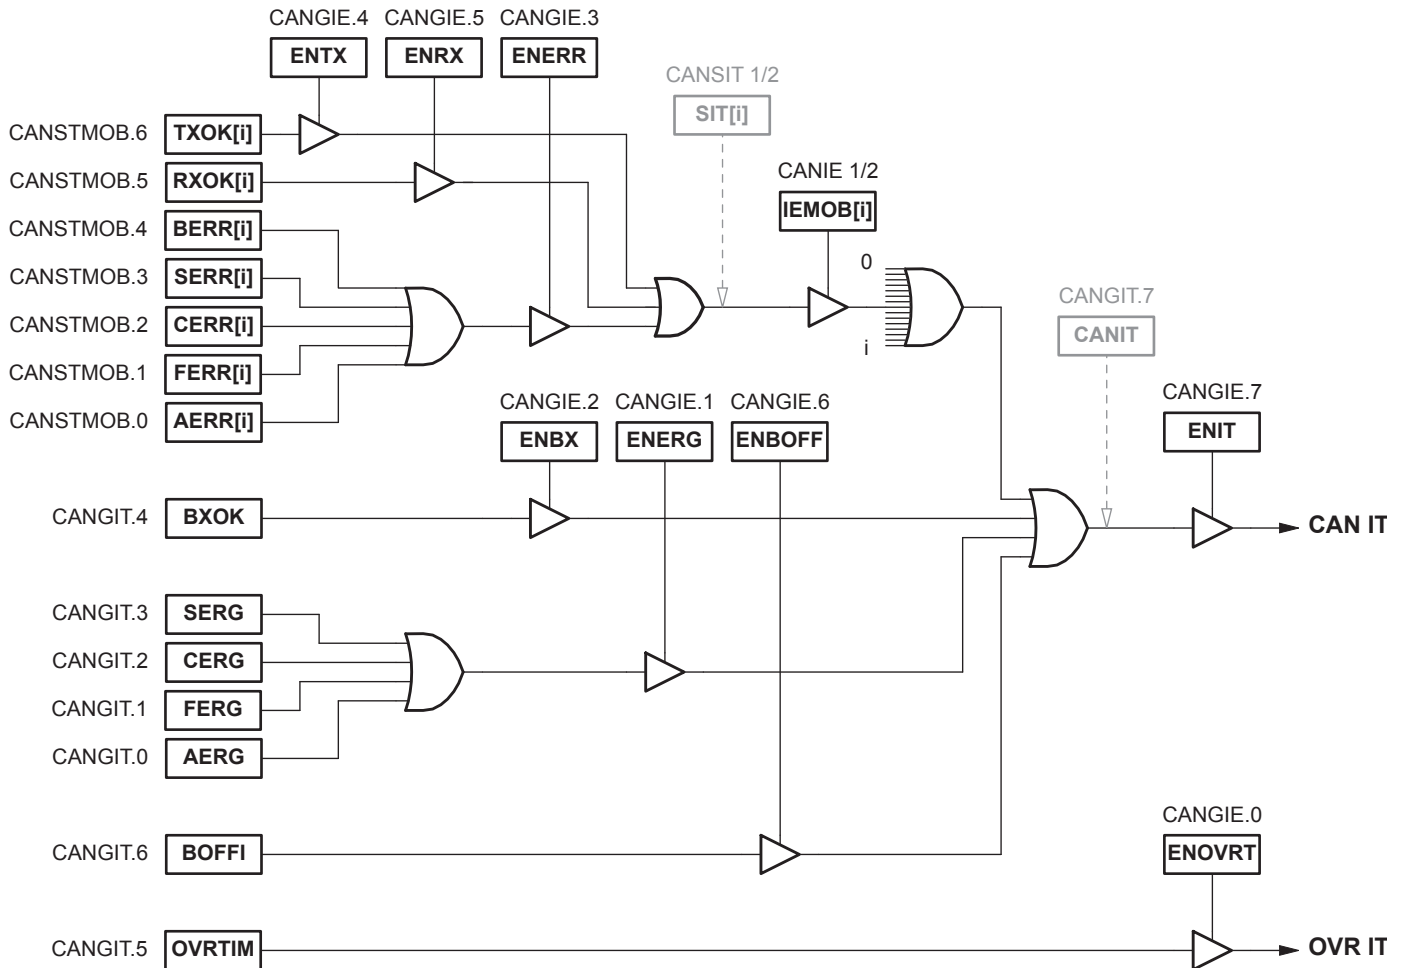 CANGIE.4 CANGIE.5 CANGIE.3
ENTX ENRX ENERR
CANSIT 1/2
SIT[i]
CANSTMOB.6 TXOK[i]
CANIE 1/2
CANSTMOB.5 RXOK[i]
IEMOB[i]
CANSTMOB.4 BERR[i]
0
CANSTMOB.3 SERR[i]
CANGIT.7
CANSTMOB.2 CERR[i]
CANIT
i
CANSTMOB.1 FERR[i]
CANGIE.2 CANGIE.1 CANGIE.6
CANGIE.7
CANSTMOB.0 AERR[i]
ENBX ENERG ENBOFF
ENIT
CANGIT.4 BXOK
CAN IT
CANGIT.3 SERG
CANGIT.2 CERG
CANGIT.1 FERG
CANGIT.0 AERG
CANGIE.0
CANGIT.6 BOFFI
ENOVRT
CANGIT.5 OVRTIM
OVR IT